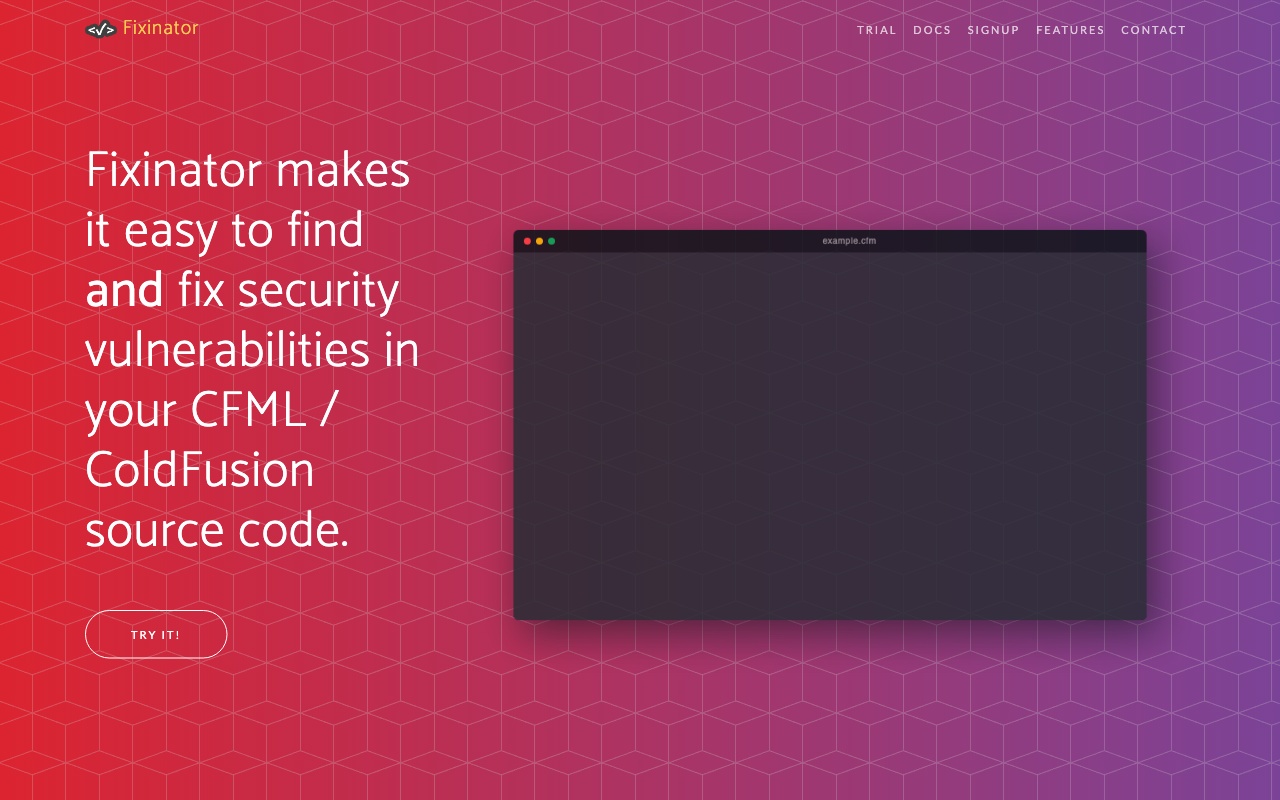 Fixinator
TRIAL DOCS SIGNUP FEATURES CONTACT
Fixinator makes
it easy to find
and fix security
vulnerabilities in
your CFML /
ColdFusion
source code.
example.cfm
TRY IT!